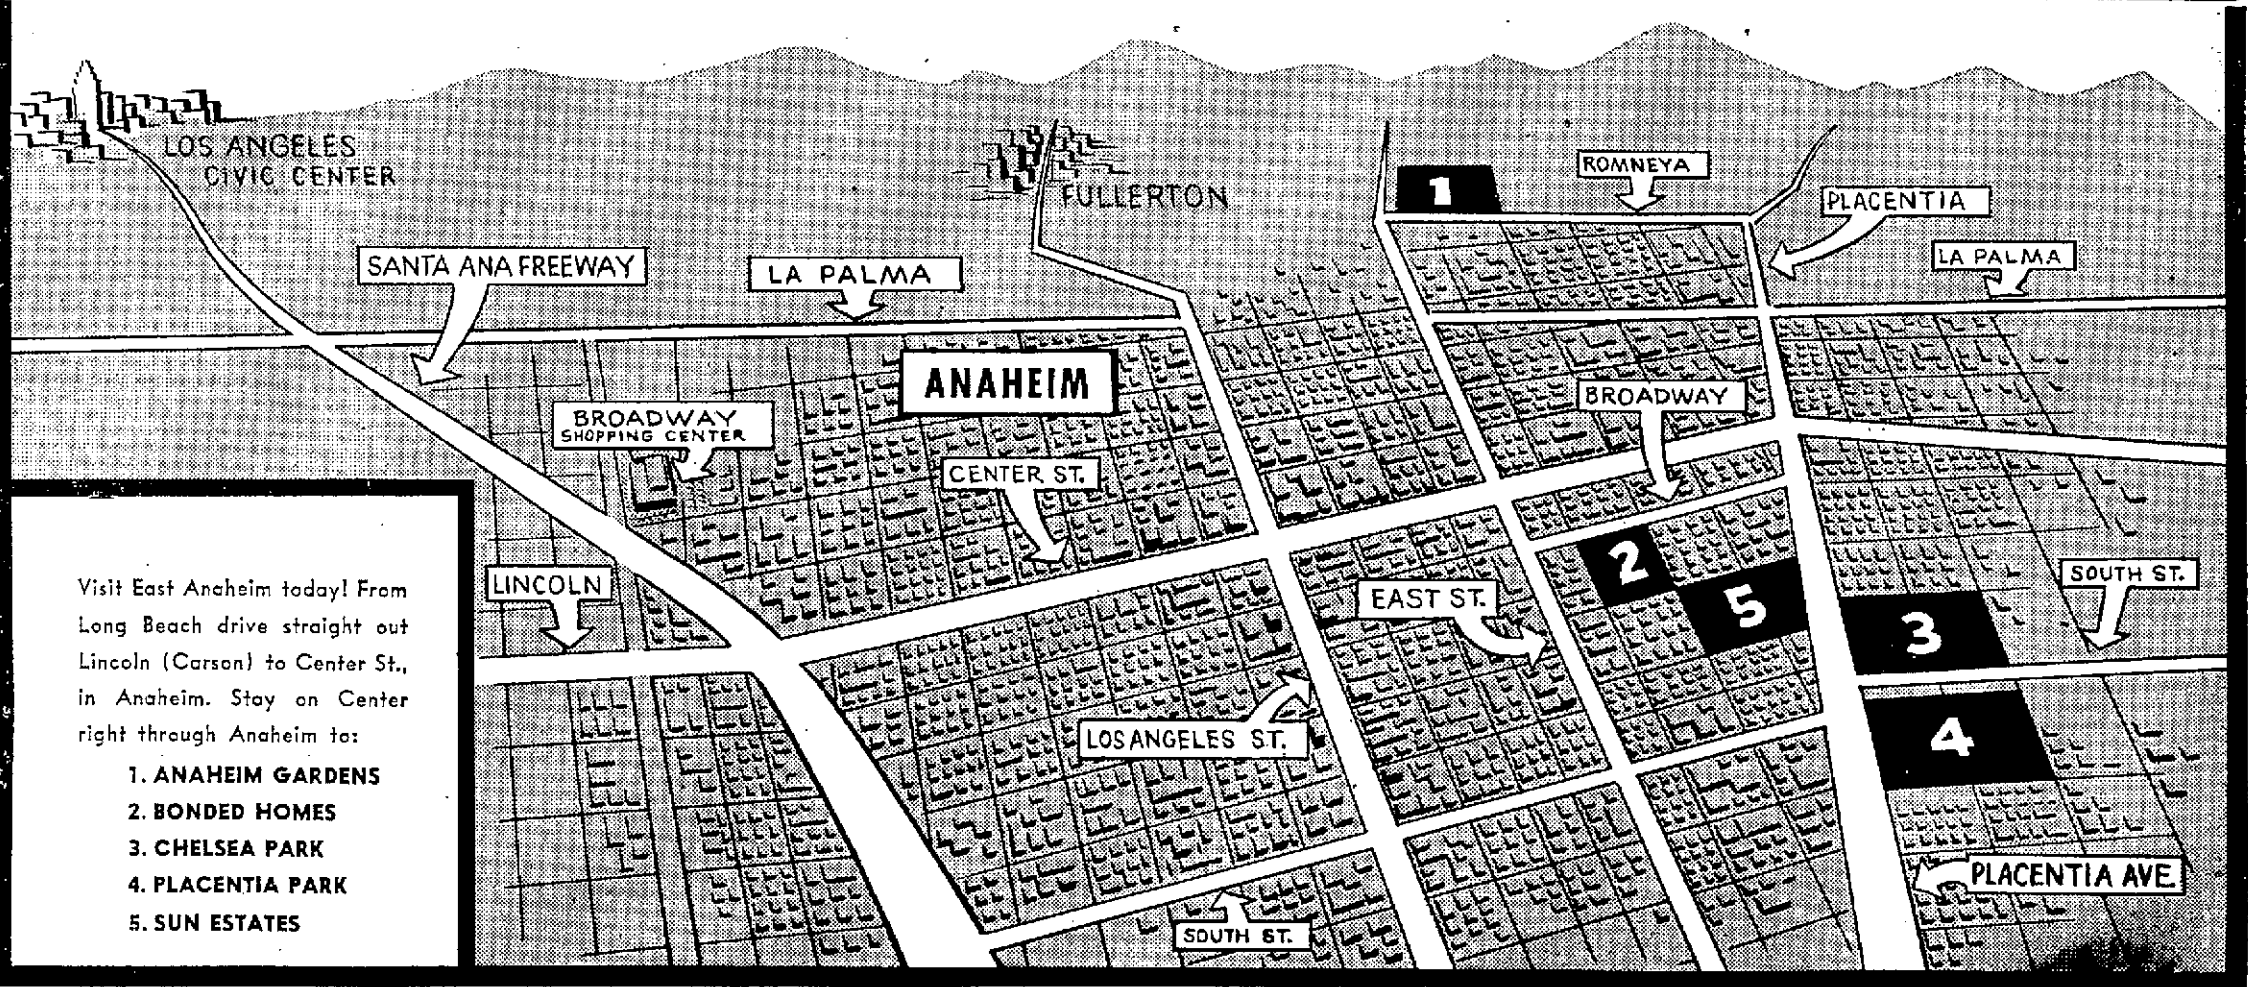 LOS ANGELES
CIVIC CENTER
FULLERTON
1
ROMNEYA
PLACENTIA
SANTA ANA FREEWAY
LA PALMA
LA PALMA
ANAHEIM
BROADWAY
SHOPPING CENTER
BROADWAY
CENTER ST.
LINCOLN
2
EAST ST.
5
3
SOUTH ST.
LOS ANGELES ST.
4
PLACENTIA AVE.
SOUTH ST.
Visit East Anaheim today! From
Long Beach drive straight out
Lincoln (Carson) to Center St.,
in Anaheim. Stay on Center
right through Anaheim to:
1. ANAHEIM GARDENS
2. BONDED HOMES
3. CHELSEA PARK
4. PLACENTIA PARK
5. SUN ESTATES